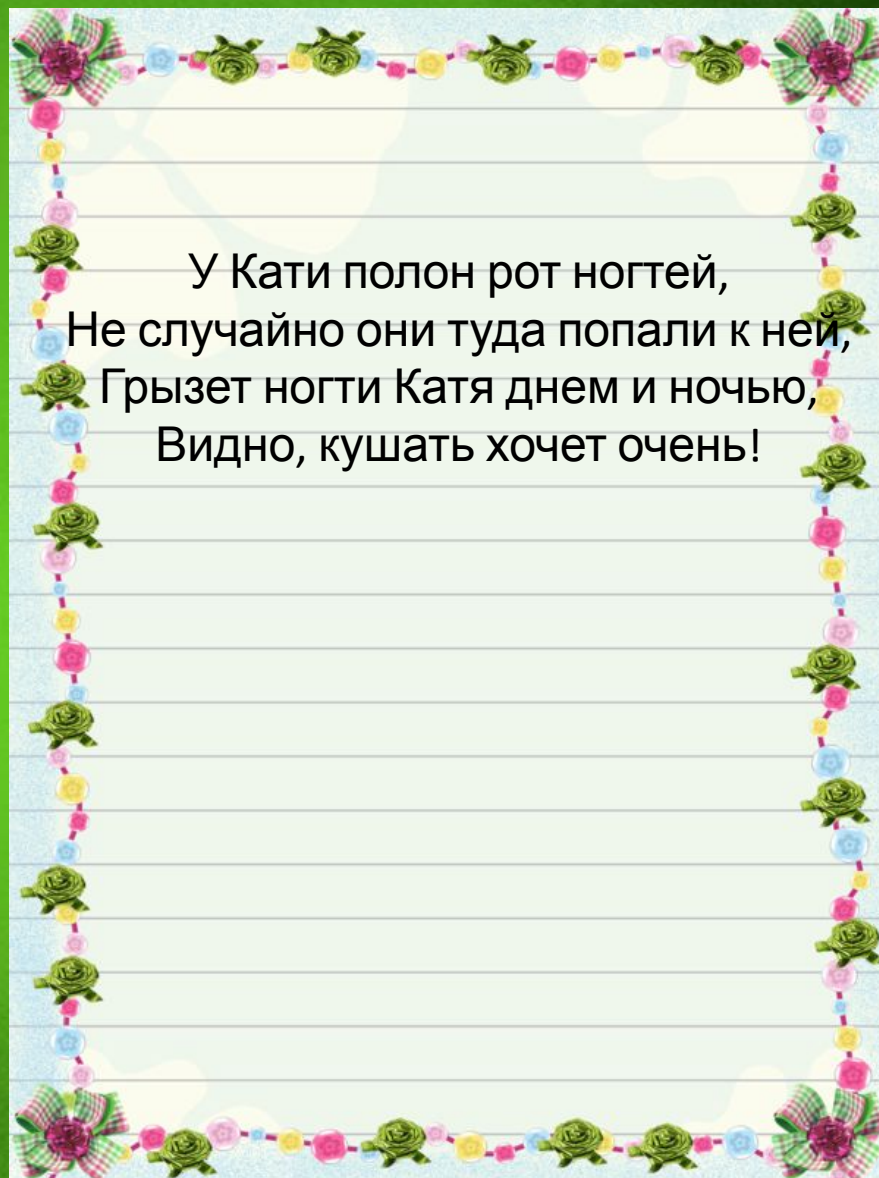 У Кати полон рот ногтей,
Не случайно они туда попали к ней,
Грызет ногти Катя днем и ночью,
Видно, кушать хочет очень!